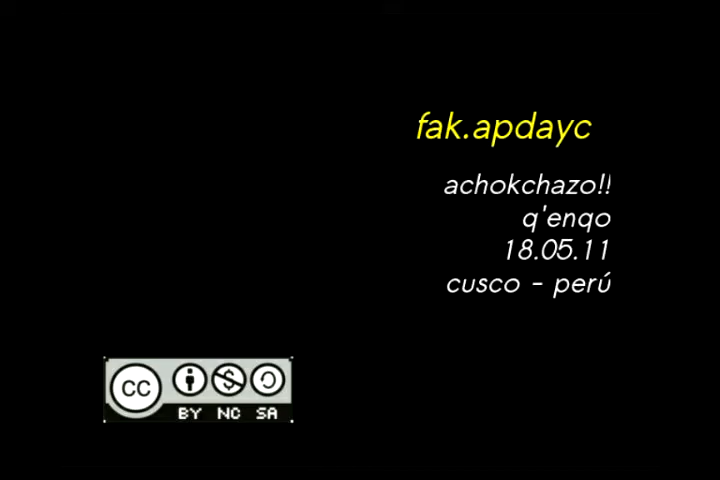 fak.apdayc
achokchazo!!
q'enqo
18.05.11
cusco - perú
CC
BY NC SA